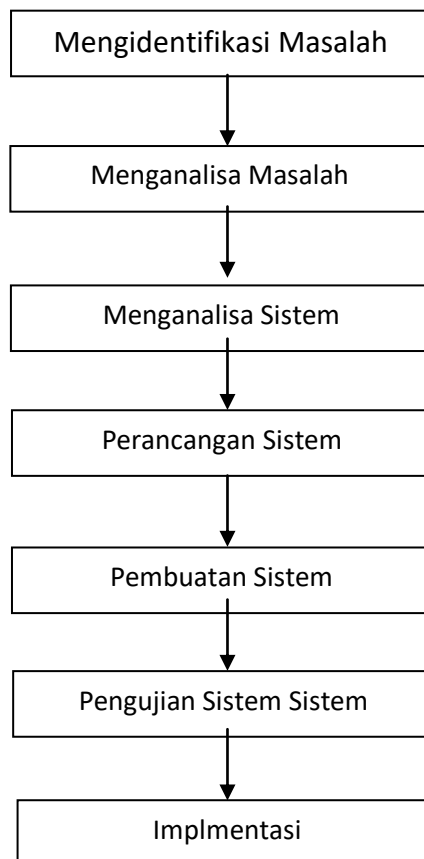 Mengidentifikasi Masalah
Menganalisa Masalah
Menganalisa Sistem
Perancangan Sistem
Pembuatan Sistem
Pengujian Sistem Sistem
Implmentasi